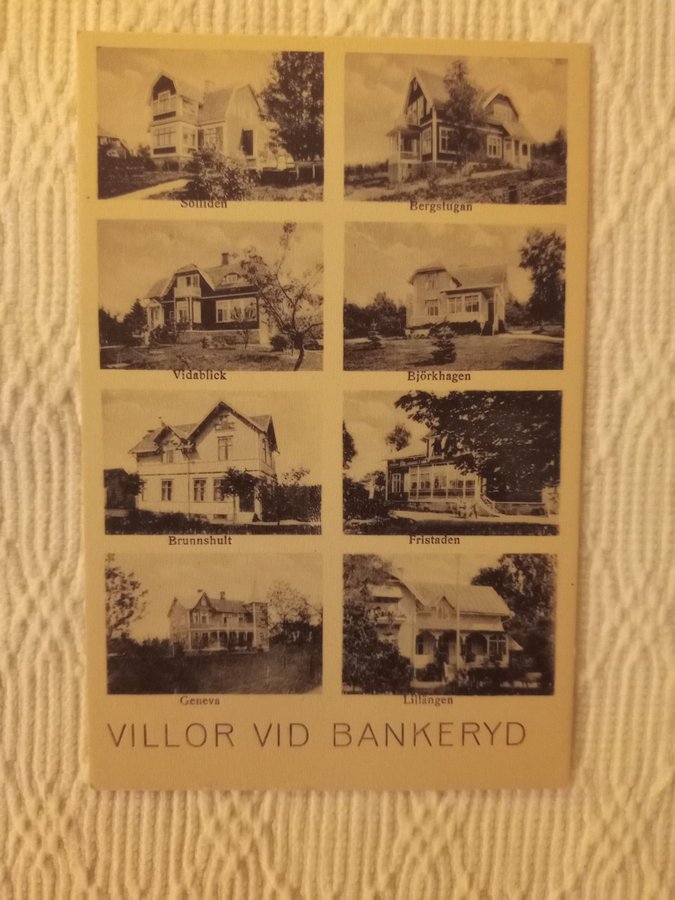 Solliden
Bergstugan
Vidablick
Björkhagen
Brunnshult
Fristaden
Geneva
Lillängen
VILLOR VID BANKERYD